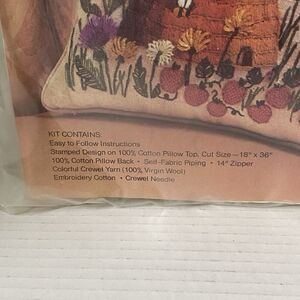 KIT CONTAINS:
Easy to Follow Instructions
Stamped Design on 100% Cotton Pillow Top, Cut Size—18" x 36"
100% Cotton Pillow Back • Self-Fabric Piping • 14" Zipper
Colorful Crewel Yarn (100% Virgin Wool)
Embroidery Cotton • Crewel Needle